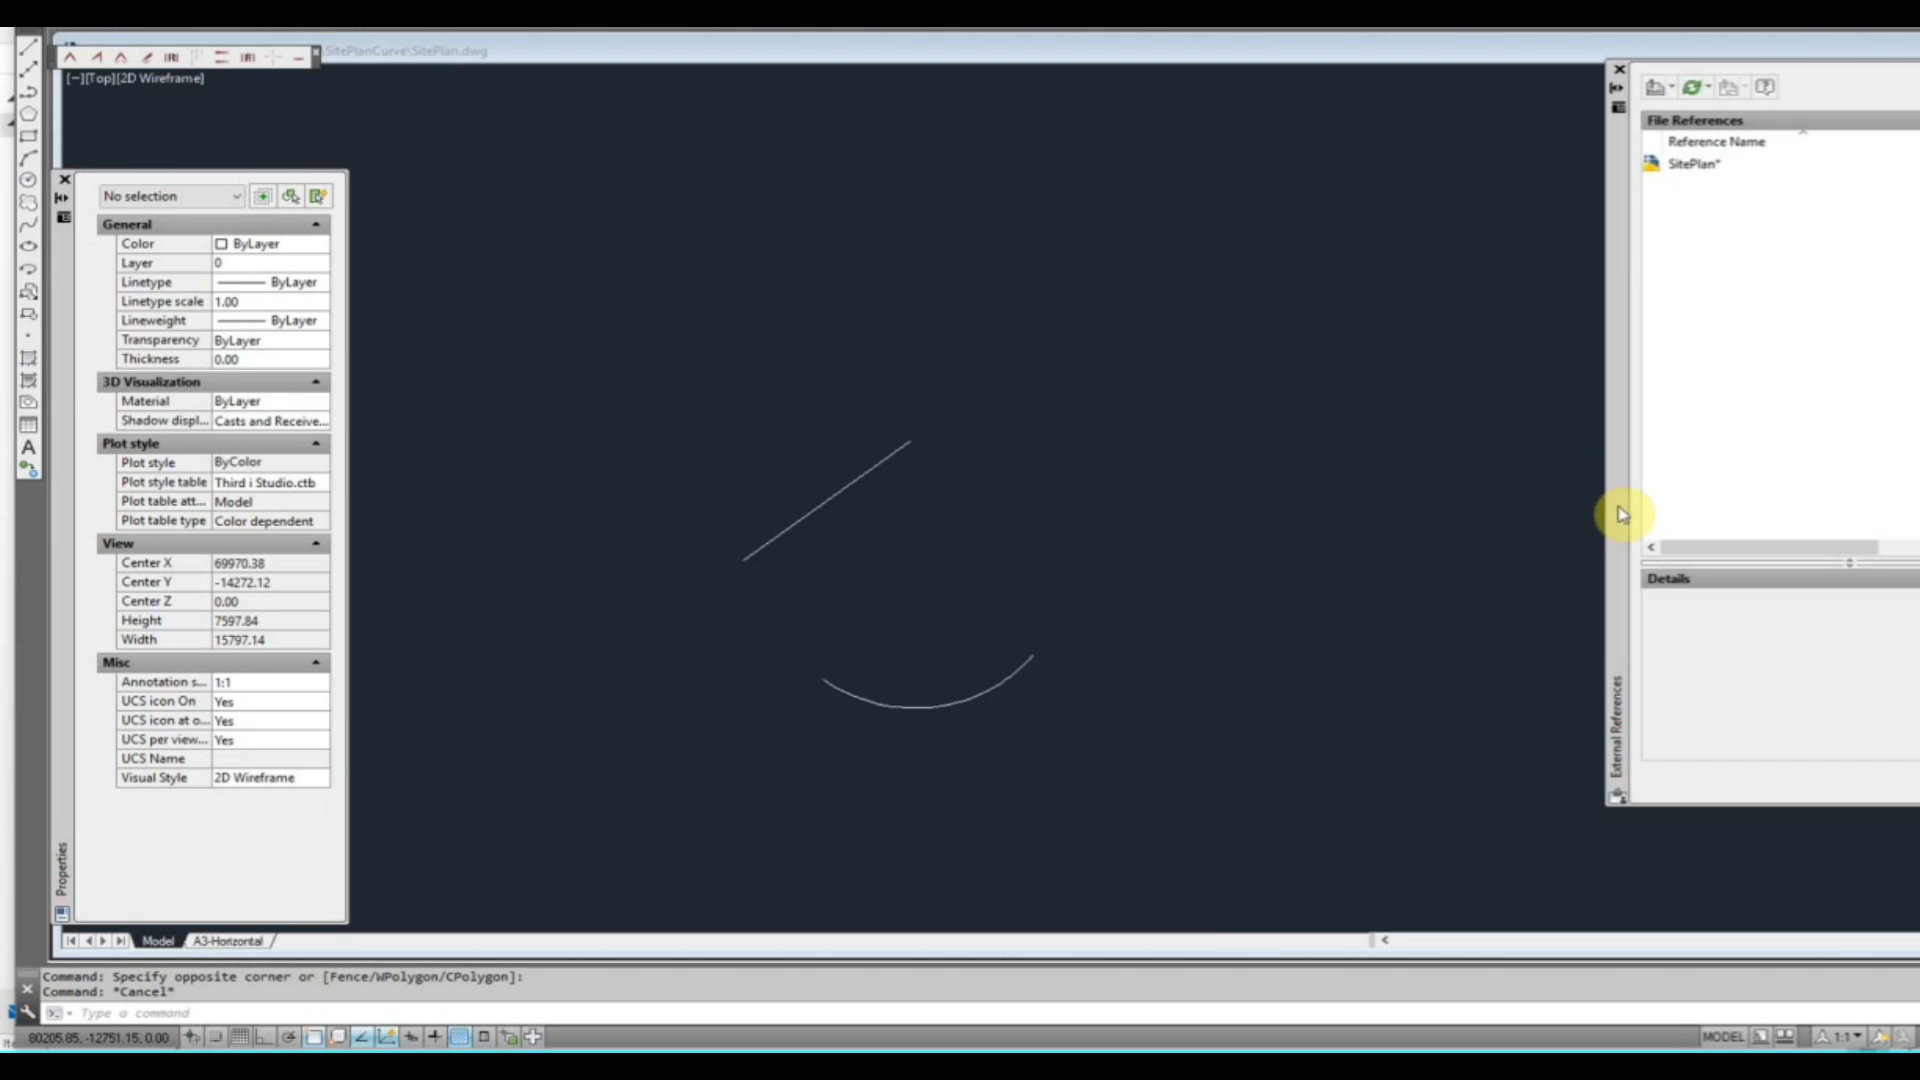 SitePlanCurve\SitePlan.dwg
[−][Top][2D Wireframe]
No selection
General
Color ByLayer
Layer 0
Linetype ByLayer
Linetype scale 1.00
Lineweight ByLayer
Transparency ByLayer
Thickness 0.00
3D Visualization
Material ByLayer
Shadow displ... Casts and Receive...
Plot style
Plot style ByColor
Plot style table Third i Studio.ctb
Plot table att... Model
Plot table type Color dependent
View
Center X 69970.38
Center Y -14272.12
Center Z 0.00
Height 7597.84
Width 15797.14
Misc
Annotation s... 1:1
UCS icon On Yes
UCS icon at o... Yes
UCS per view... Yes
UCS Name
Visual Style 2D Wireframe
Properties
File References
Reference Name
SitePlan*
Details
External References
Model A3-Horizontal
Command: Specify opposite corner or [Fence/WPolygon/CPolygon]:
Command: *Cancel*
Type a command
80205.85, -12751.15, 0.00
MODEL 1:1